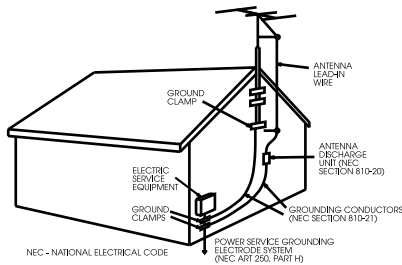 ANTENNA
LEAD-IN
WIRE
GROUND
CLAMP
ANTENNA
DISCHARGE
UNIT (NEC
SECTION 810-20)
ELECTRIC
SERVICE
EQUIPMENT
GROUNDING CONDUCTORS
(NEC SECTION 810-21)
GROUND
CLAMPS
POWER SERVICE GROUNDING
ELECTRODE SYSTEM
(NEC ART 250, PART H)
NEC - NATIONAL ELECTRICAL CODE